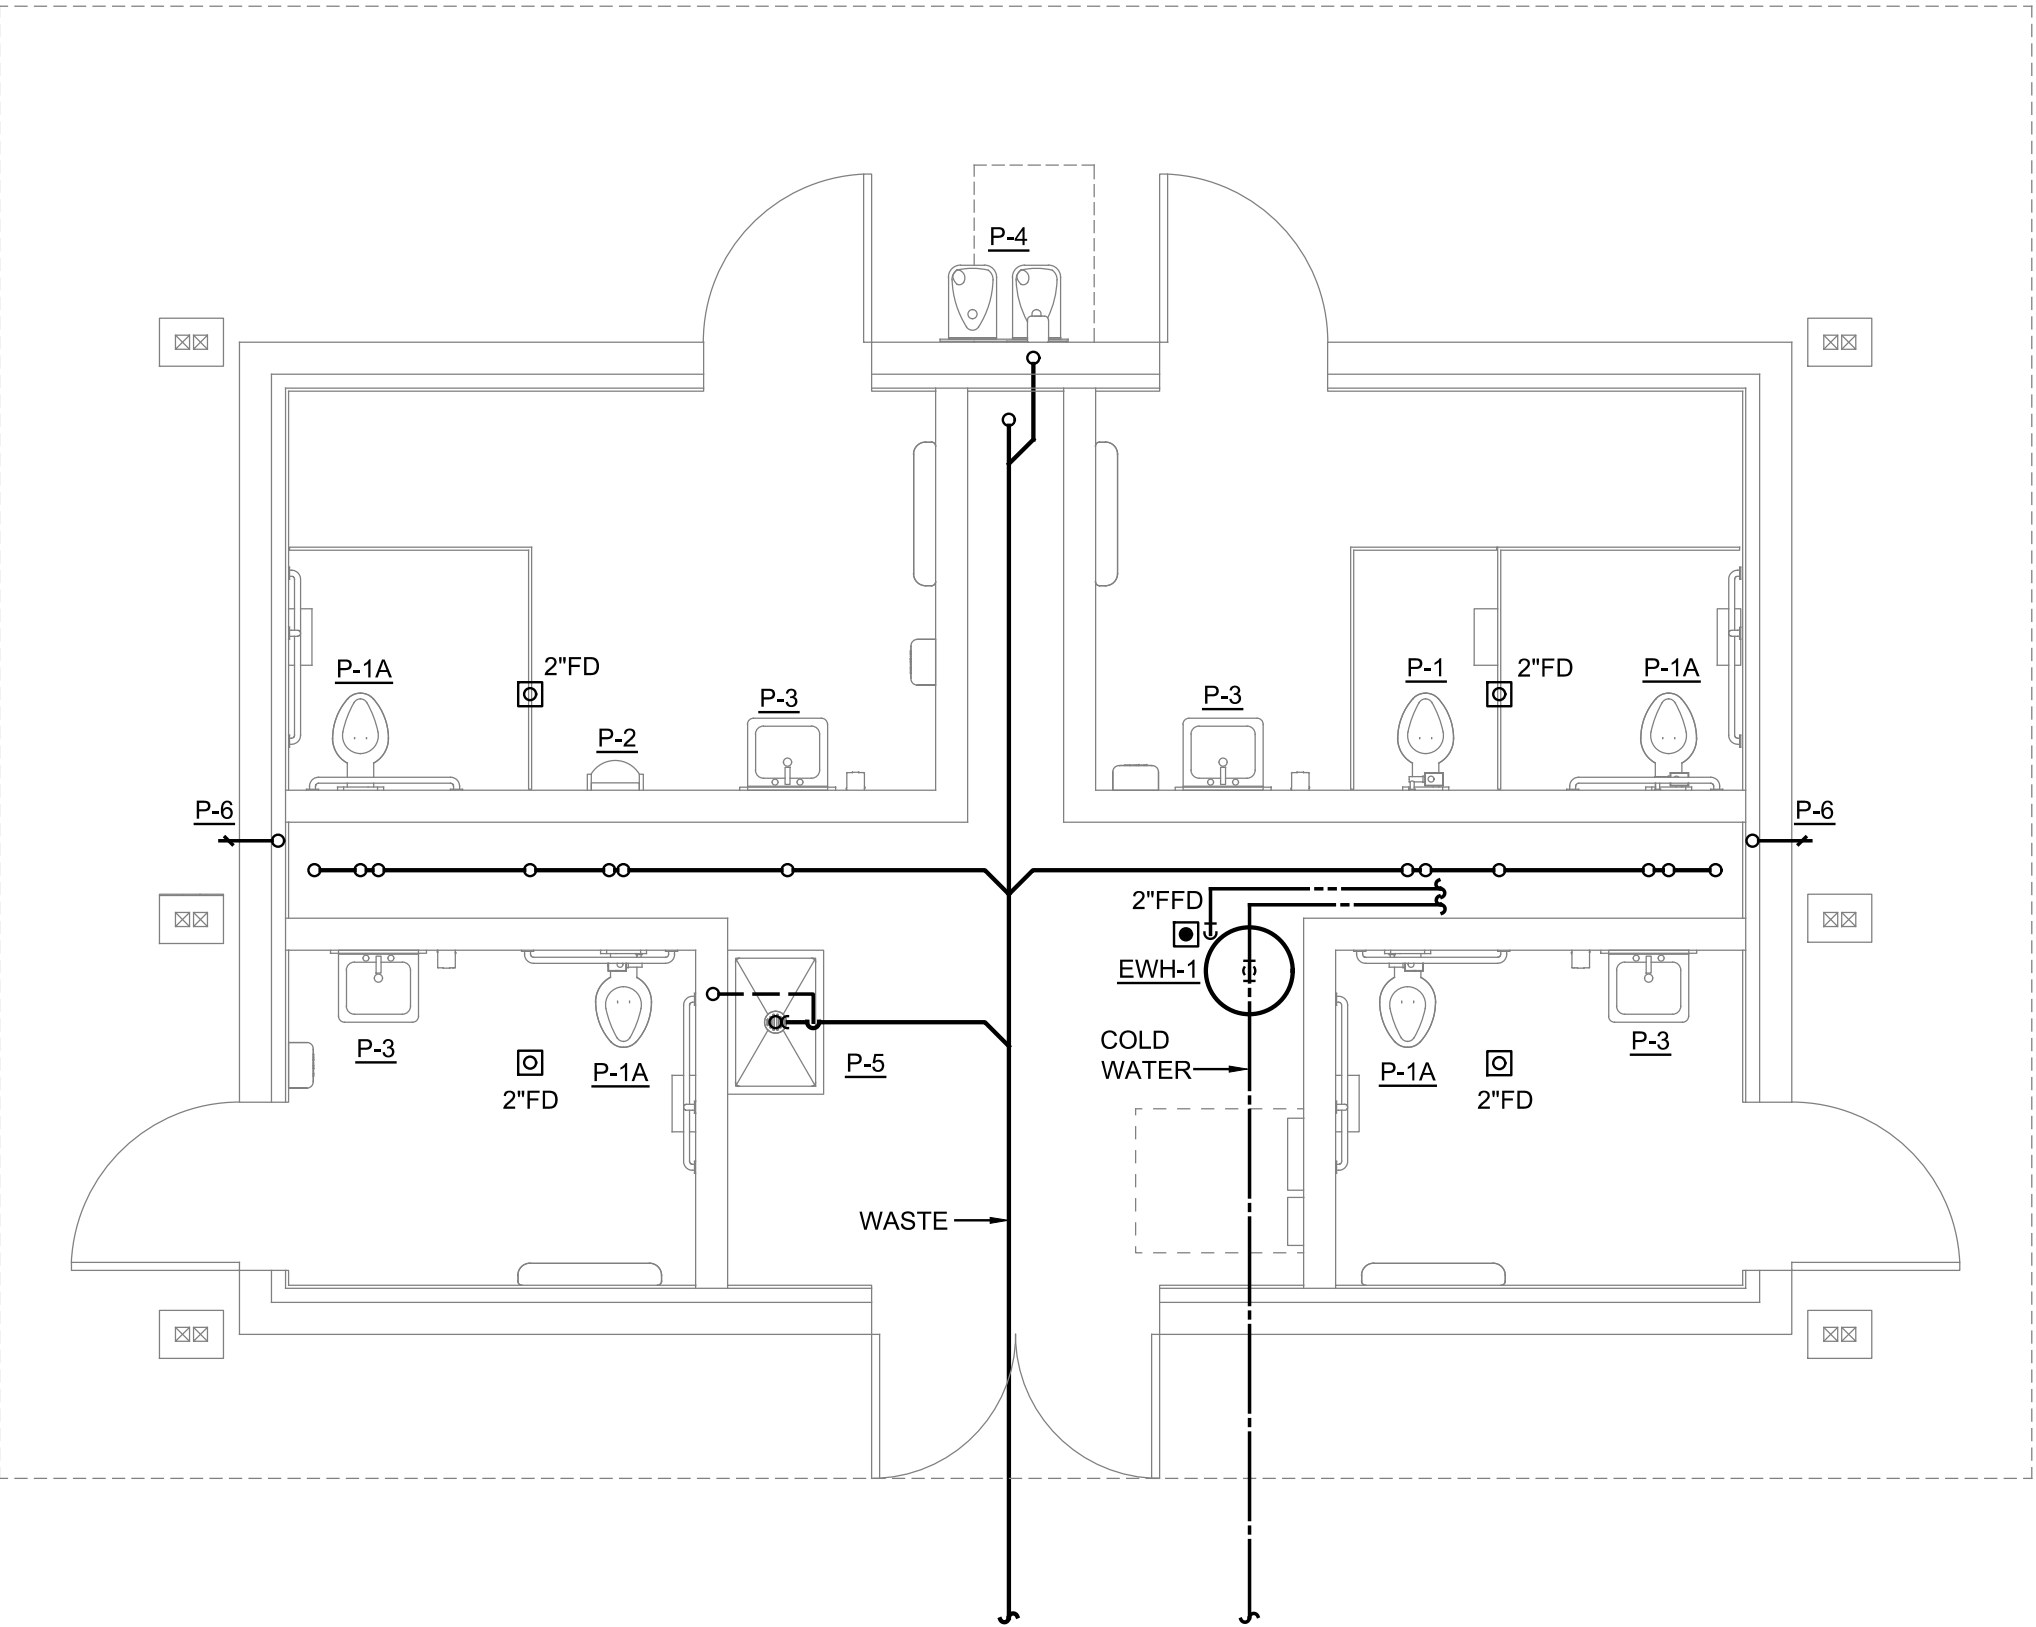 P-4
P-1A
2"FD
P-3
P-3
P-1
2"FD
P-1A
P-2
P-6
P-6
2"FFD
EWH-1
P-3
2"FD
P-1A
P-5
COLD
WATER
P-1A
2"FD
P-3
WASTE